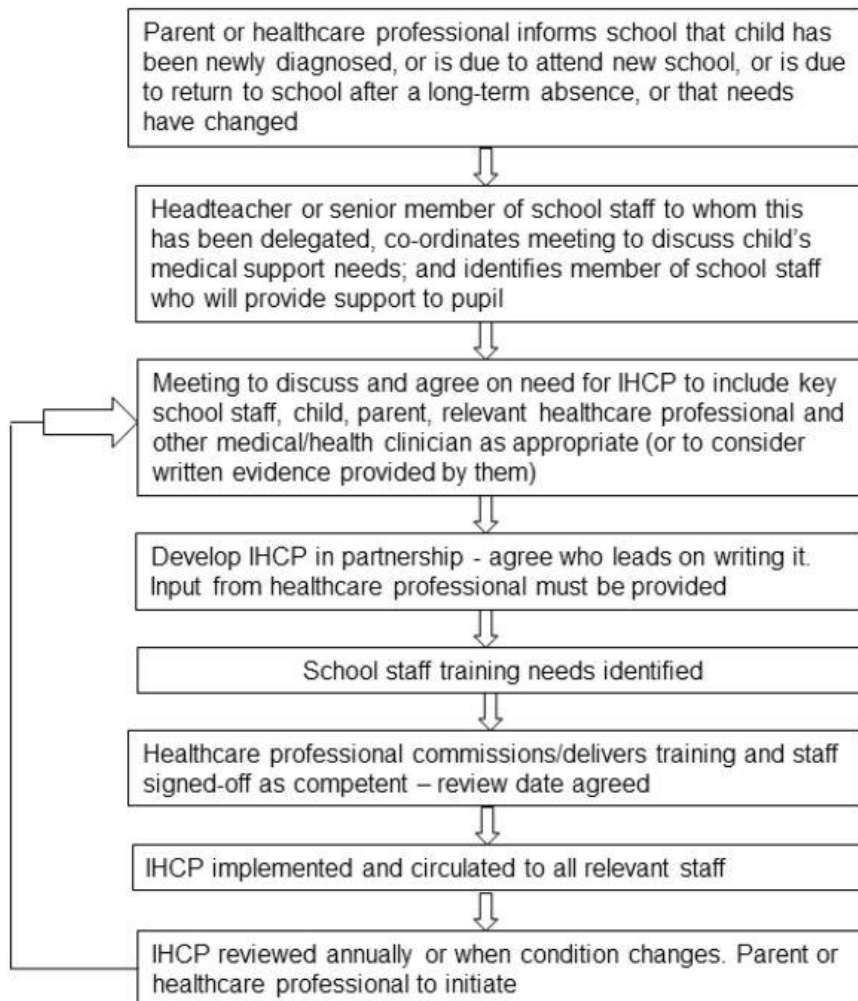 Parent or healthcare professional informs school that child has
been newly diagnosed, or is due to attend new school, or is due
to return to school after a long-term absence, or that needs
have changed
Headteacher or senior member of school staff to whom this
has been delegated, co-ordinates meeting to discuss child's
medical support needs; and identifies member of school staff
who will provide support to pupil
Meeting to discuss and agree on need for IHCP to include key
school staff, child, parent, relevant healthcare professional and
other medical/health clinician as appropriate (or to consider
written evidence provided by them)
Develop IHCP in partnership - agree who leads on writing it.
Input from healthcare professional must be provided
School staff training needs identified
Healthcare professional commissions/delivers training and staff
signed-off as competent – review date agreed
IHCP implemented and circulated to all relevant staff
IHCP reviewed annually or when condition changes. Parent or
healthcare professional to initiate